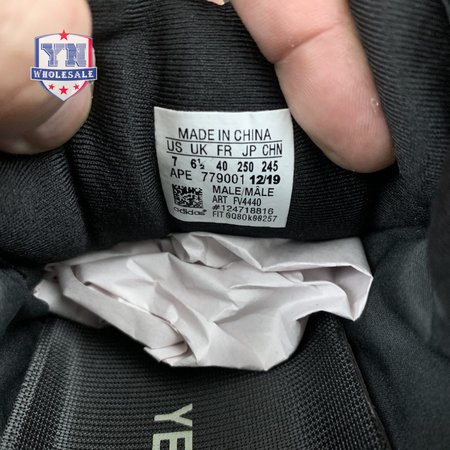 YN
WHOLESALE
MADE IN CHINA
US UK FR JP CHN
7 6½ 40 250 245
APE 779001 12/19
MALE/MÂLE
ART FV4440
#124718816
FIT 0Q80k00257
adidas
YE